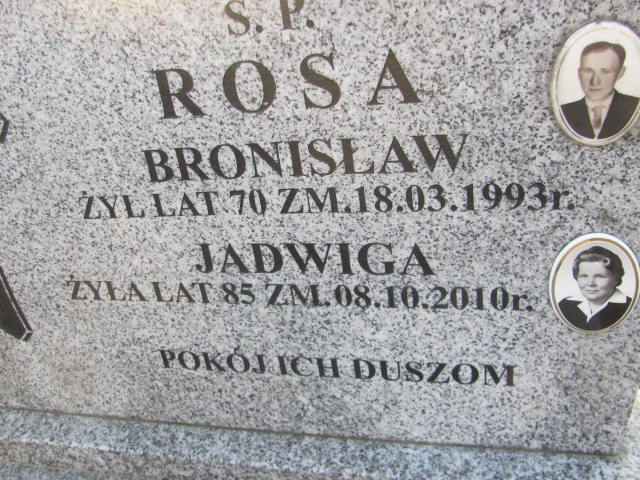 Ś.P.
ROSA
BRONISŁAW
ŻYŁ LAT 70 ZM.18.03.1993r.
JADWIGA
ŻYŁA LAT 85 ZM.08.10.2010r.
POKÓJ ICH DUSZOM